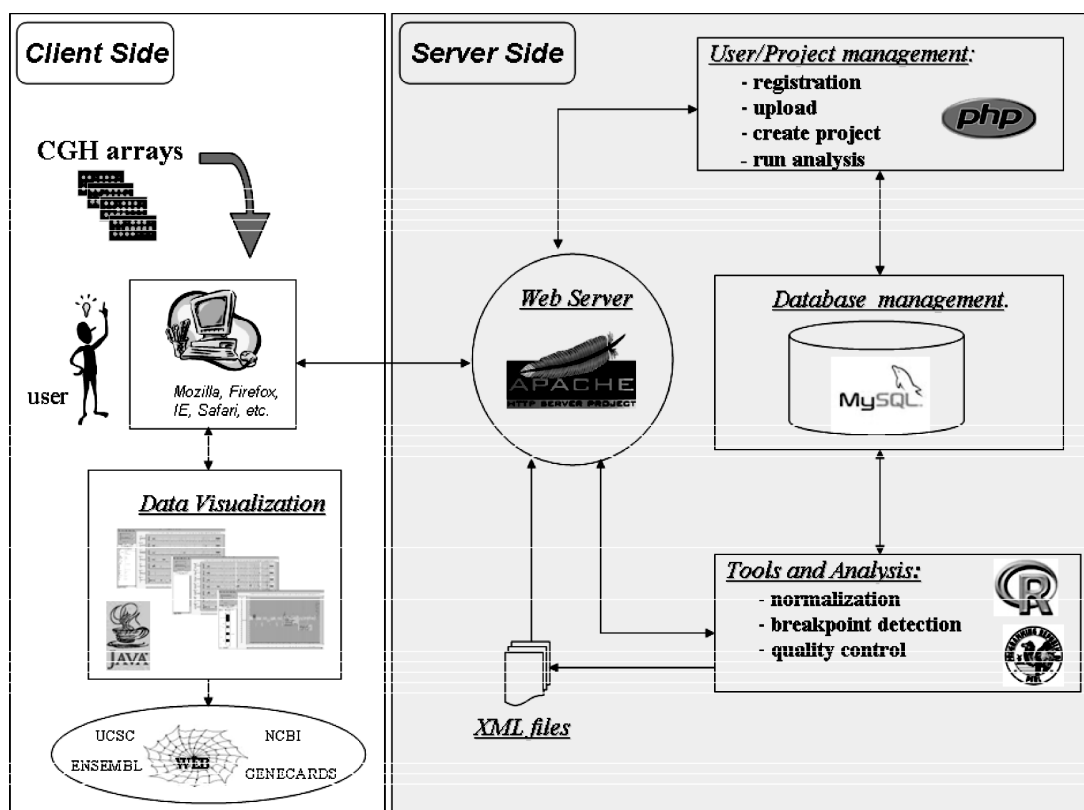 Client Side
CGH arrays
user
Mozilla, Firefox,
IE, Safari, etc.
Data Visualization
JAVA
UCSC
NCBI
WEB
ENSEMBL
GENECARDS
Server Side
User/Project management:
- registration
- upload
- create project
- run analysis
php
Web Server
APACHE
HTTP SERVER PROJECT
Database management.
MySQL
Tools and Analysis:
- normalization
- breakpoint detection
- quality control
R
XML files